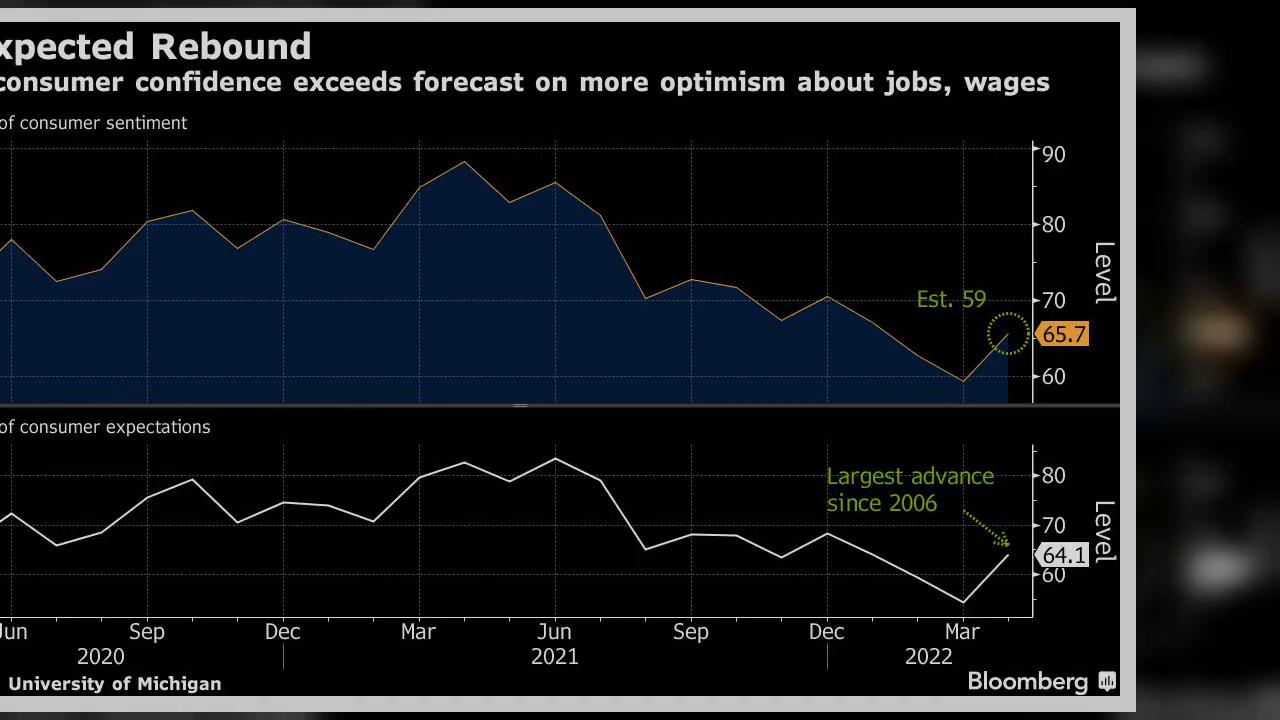 xpected Rebound
consumer confidence exceeds forecast on more optimism about jobs, wages
of consumer sentiment
90
80
Level
Est. 59
70
65.7
60
of consumer expectations
Largest advance
since 2006
80
70
Level
64.1
60
Jun Sep Dec Mar Jun Sep Dec Mar
2020 2021 2022
University of Michigan
Bloomberg